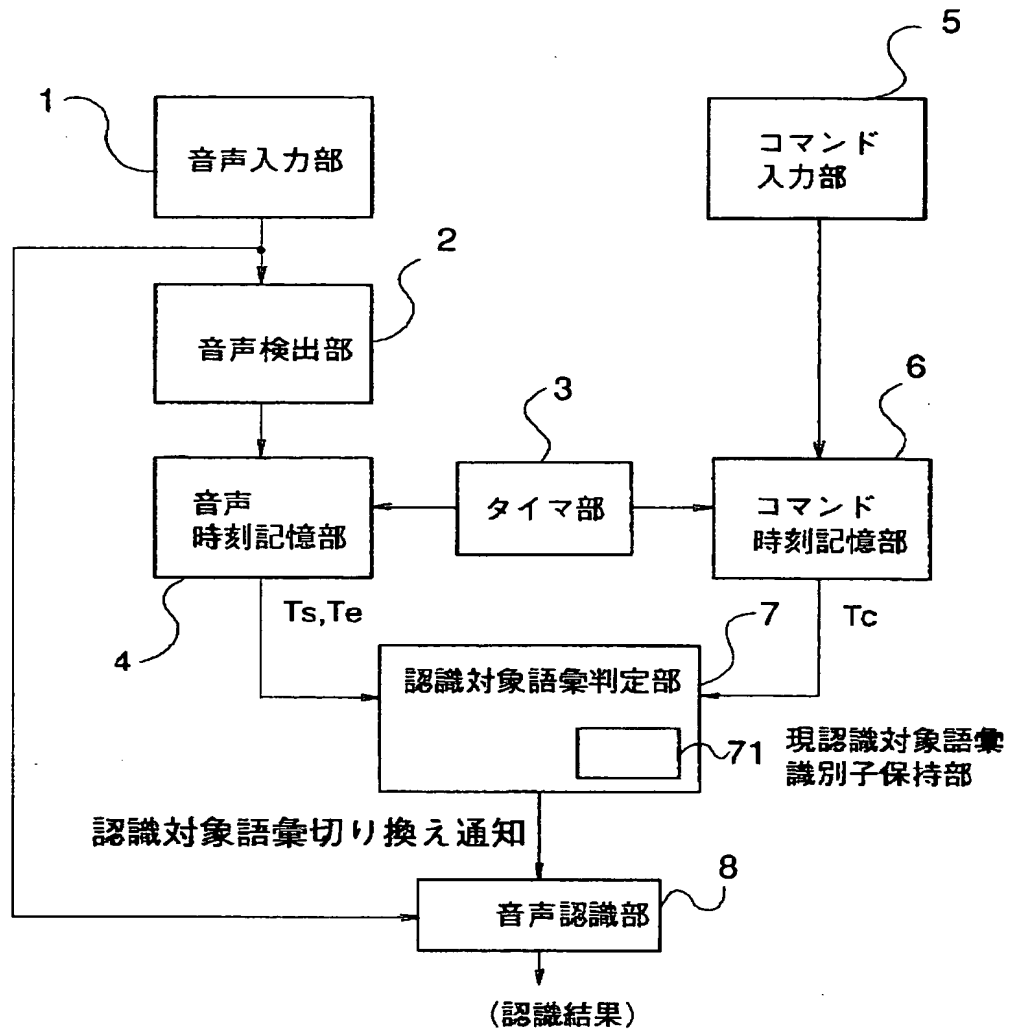 5
1
音声入力部
コマンド
入力部
2
音声検出部
3
6
音声
時刻記憶部
タイマ部
コマンド
時刻記憶部
Ts,Te
Tc
4
7
認識対象語彙判定部
71
現認識対象語彙
識別子保持部
認識対象語彙切り換え通知
8
音声認識部
(認識結果)